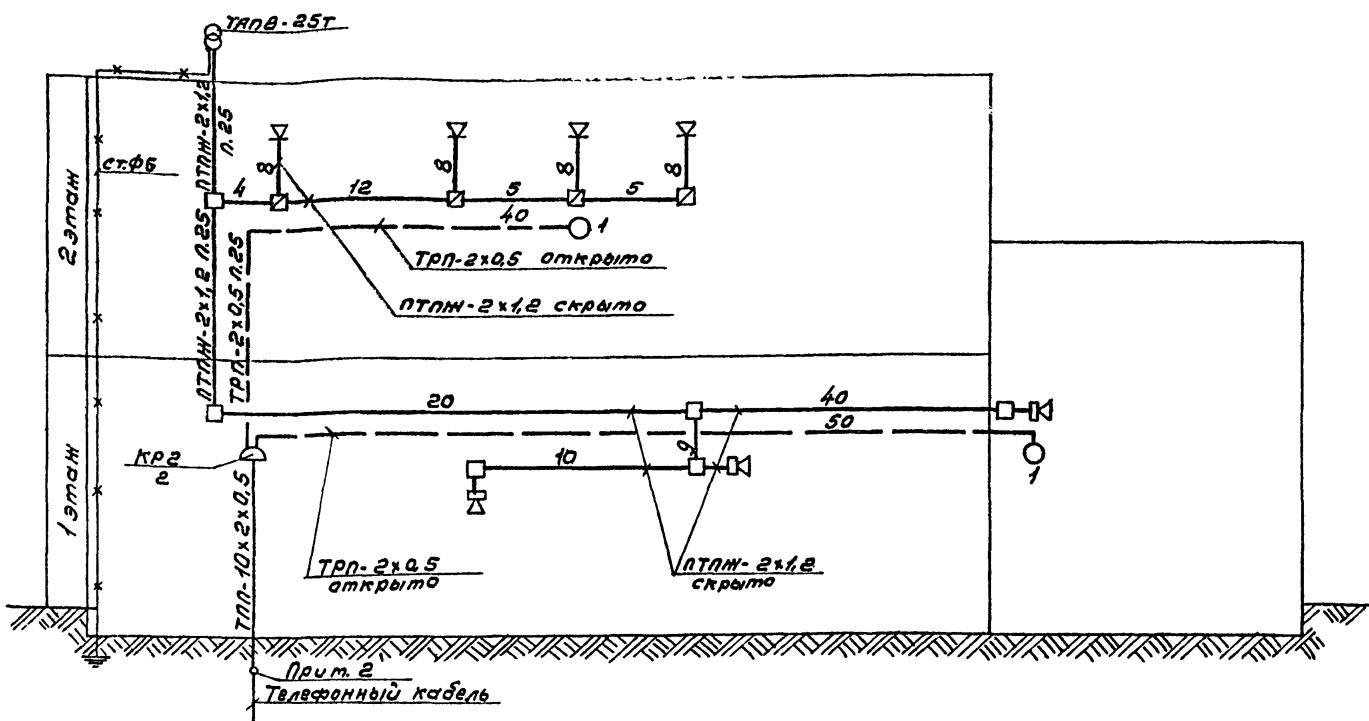 ТАПВ-25Т
ПТПЖ-2х1,2
п.25
ст.ф6
2 этаж
8
8
8
8
4
12
5
5
40
1
ТРП-2х0,5 открыто
ПТПЖ-2х1,2 скрыто
ПТПЖ-2х1,2 п.25
ТРП-2х0,5 п.25
20
40
50
9
10
1
КРГ
2
1 этаж
ТПП-10х2х0,5
ТРП-2х0,5
открыто
ПТПЖ-2х1,2
скрыто
Прим. 2
Телефонный кабель